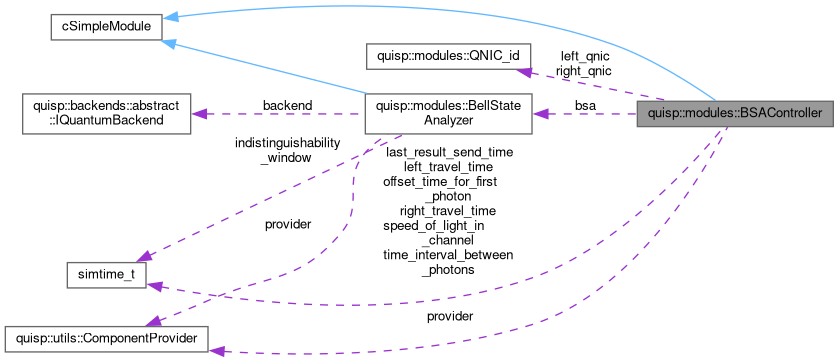 cSimpleModule
quisp::modules::QNIC_id
left_qnic
right_qnic
quisp::backends::abstract
::IQuantumBackend
backend
quisp::modules::BellState
Analyzer
bsa
quisp::modules::BSAController
indistinguishability
_window
last_result_send_time
left_travel_time
offset_time_for_first
_photon
right_travel_time
speed_of_light_in
_channel
time_interval_between
_photons
provider
simtime_t
provider
quisp::utils::ComponentProvider